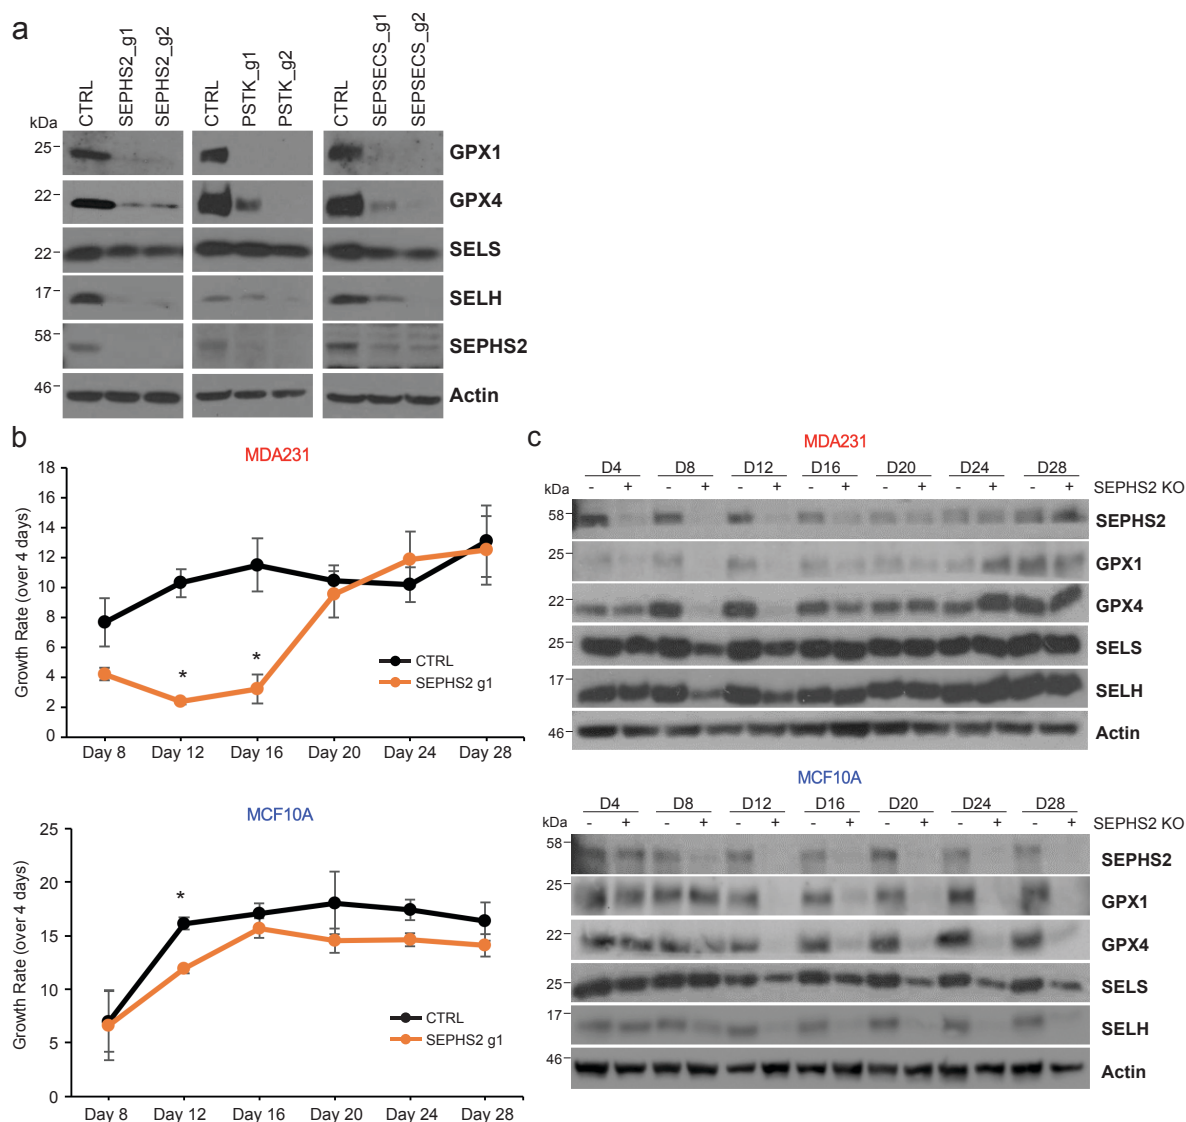 a
CTRL SEPHS2_g1 SEPHS2_g2 CTRL PSTK_g1 PSTK_g2 CTRL SEPSECS_g1 SEPSECS_g2
kDa
25 GPX1
22 GPX4
22 SELS
17 SELH
58 SEPHS2
46 Actin
b
MDA231
Growth Rate (over 4 days)
18
16
14
12
10
8
6
4
2
0
* *
CTRL
SEPHS2 g1
Day 8 Day 12 Day 16 Day 20 Day 24 Day 28
MCF10A
Growth Rate (over 4 days)
25
20
15
10
5
0
*
CTRL
SEPHS2 g1
Day 8 Day 12 Day 16 Day 20 Day 24 Day 28
c
MDA231
D4 D8 D12 D16 D20 D24 D28
kDa - + - + - + - + - + - + - + SEPHS2 KO
58 SEPHS2
25 GPX1
22 GPX4
25 SELS
17 SELH
46 Actin
MCF10A
D4 D8 D12 D16 D20 D24 D28
kDa - + - + - + - + - + - + - + SEPHS2 KO
58 SEPHS2
25 GPX1
22 GPX4
25 SELS
17 SELH
46 Actin